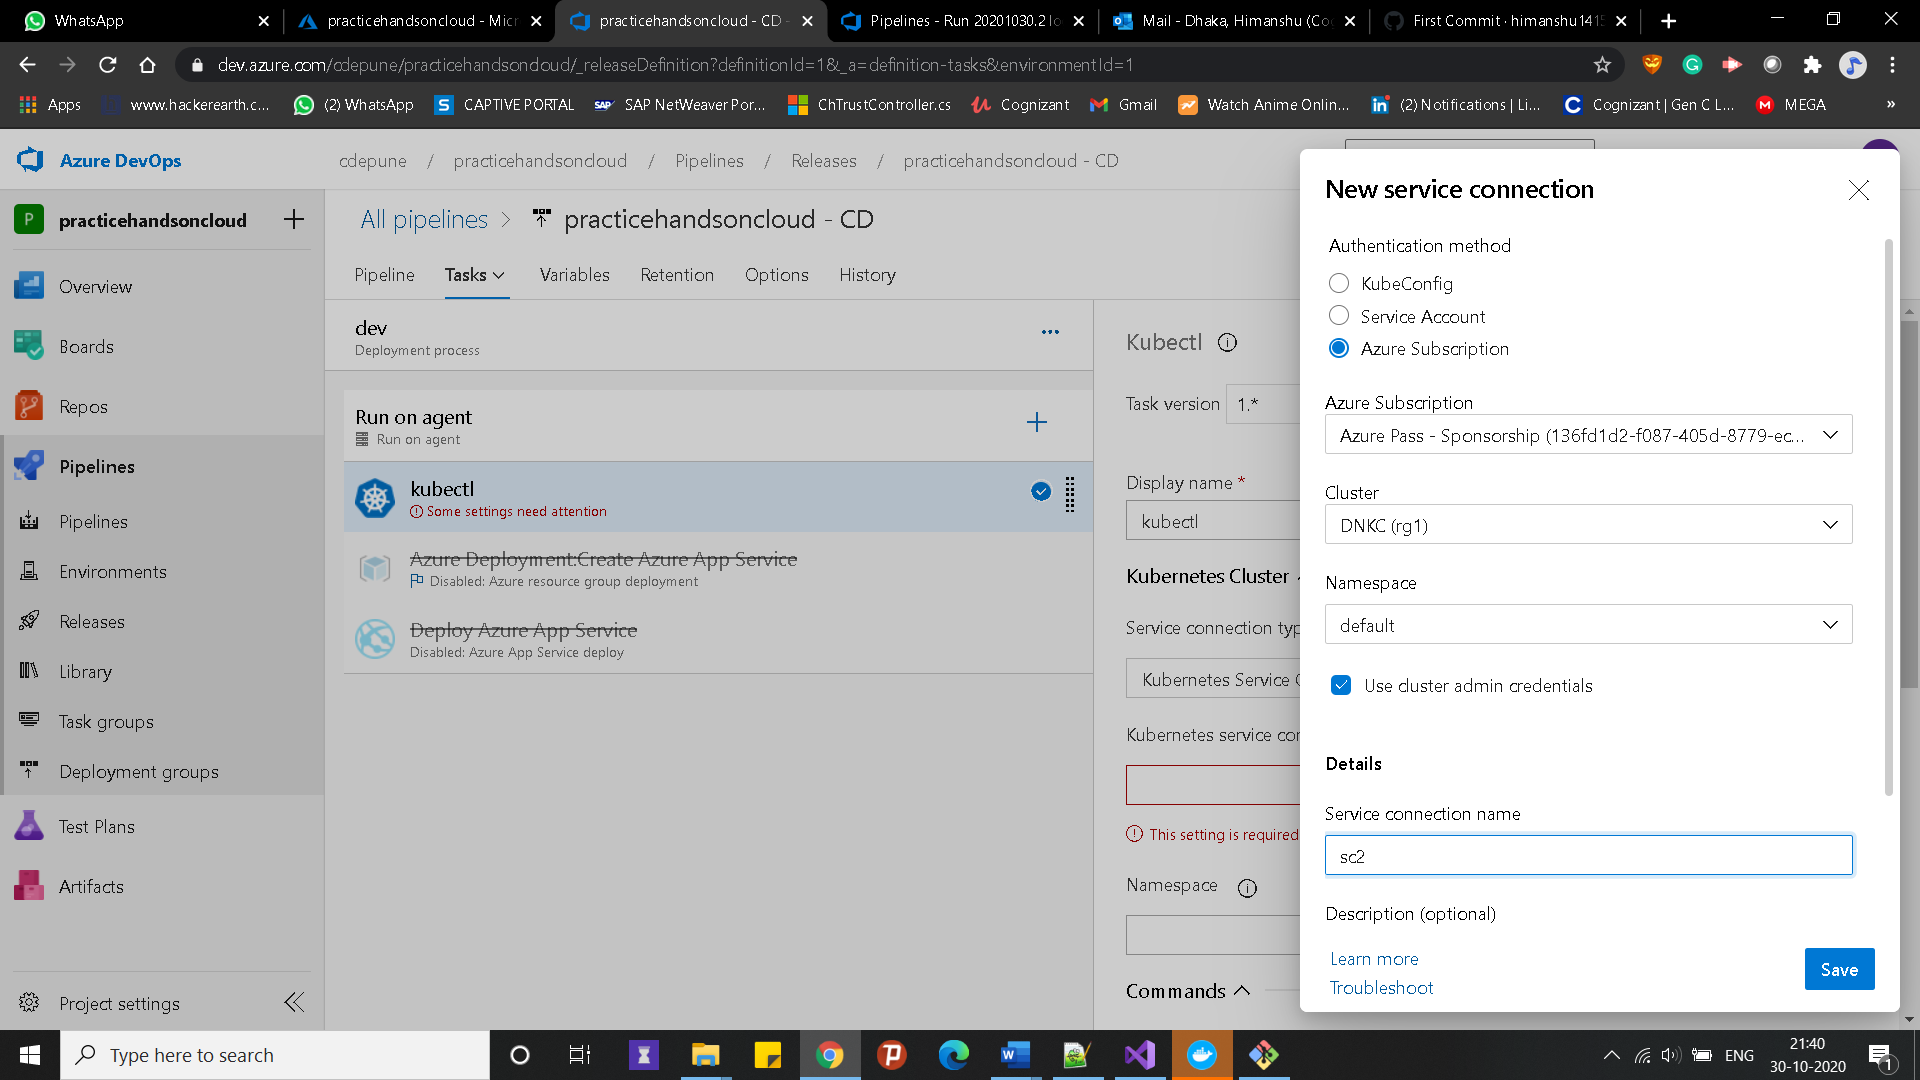 WhatsApp
practicehandsoncloud - Micr
practicehandsoncloud - CD -
Pipelines - Run 20201030.2 lo
Mail - Dhaka, Himanshu (Co
First Commit · himanshu1415
dev.azure.com/cdepune/practicehandsoncloud/_releaseDefinition?definitionId=1&_a=definition-tasks&environmentId=1
Apps
www.hackerearth.c...
(2) WhatsApp
CAPTIVE PORTAL
SAP NetWeaver Por...
ChTrustController.cs
Cognizant
Gmail
Watch Anime Onlin...
(2) Notifications | Li...
Cognizant | Gen C L...
MEGA
»
Azure DevOps
cdepune / practicehandsoncloud / Pipelines / Releases / practicehandsoncloud - CD
P practicehandsoncloud
Overview
Boards
Repos
Pipelines
Pipelines
Environments
Releases
Library
Task groups
Deployment groups
Test Plans
Artifacts
Project settings
All pipelines > practicehandsoncloud - CD
Pipeline
Tasks
Variables
Retention
Options
History
dev
Deployment process
Run on agent
Run on agent
kubectl
Some settings need attention
Azure Deployment:Create Azure App Service
Disabled: Azure resource group deployment
Deploy Azure App Service
Disabled: Azure App Service deploy
Kubectl
Task version 1.*
Display name *
kubectl
Kubernetes Cluster
Service connection typ
Kubernetes Service C
Kubernetes service cor
This setting is required
Namespace
Commands
New service connection
Authentication method
KubeConfig
Service Account
Azure Subscription
Azure Subscription
Azure Pass - Sponsorship (136fd1d2-f087-405d-8779-ec...
Cluster
DNKC (rg1)
Namespace
default
Use cluster admin credentials
Details
Service connection name
sc2
Description (optional)
Learn more
Troubleshoot
Save
Type here to search
ENG
21:40
30-10-2020
1